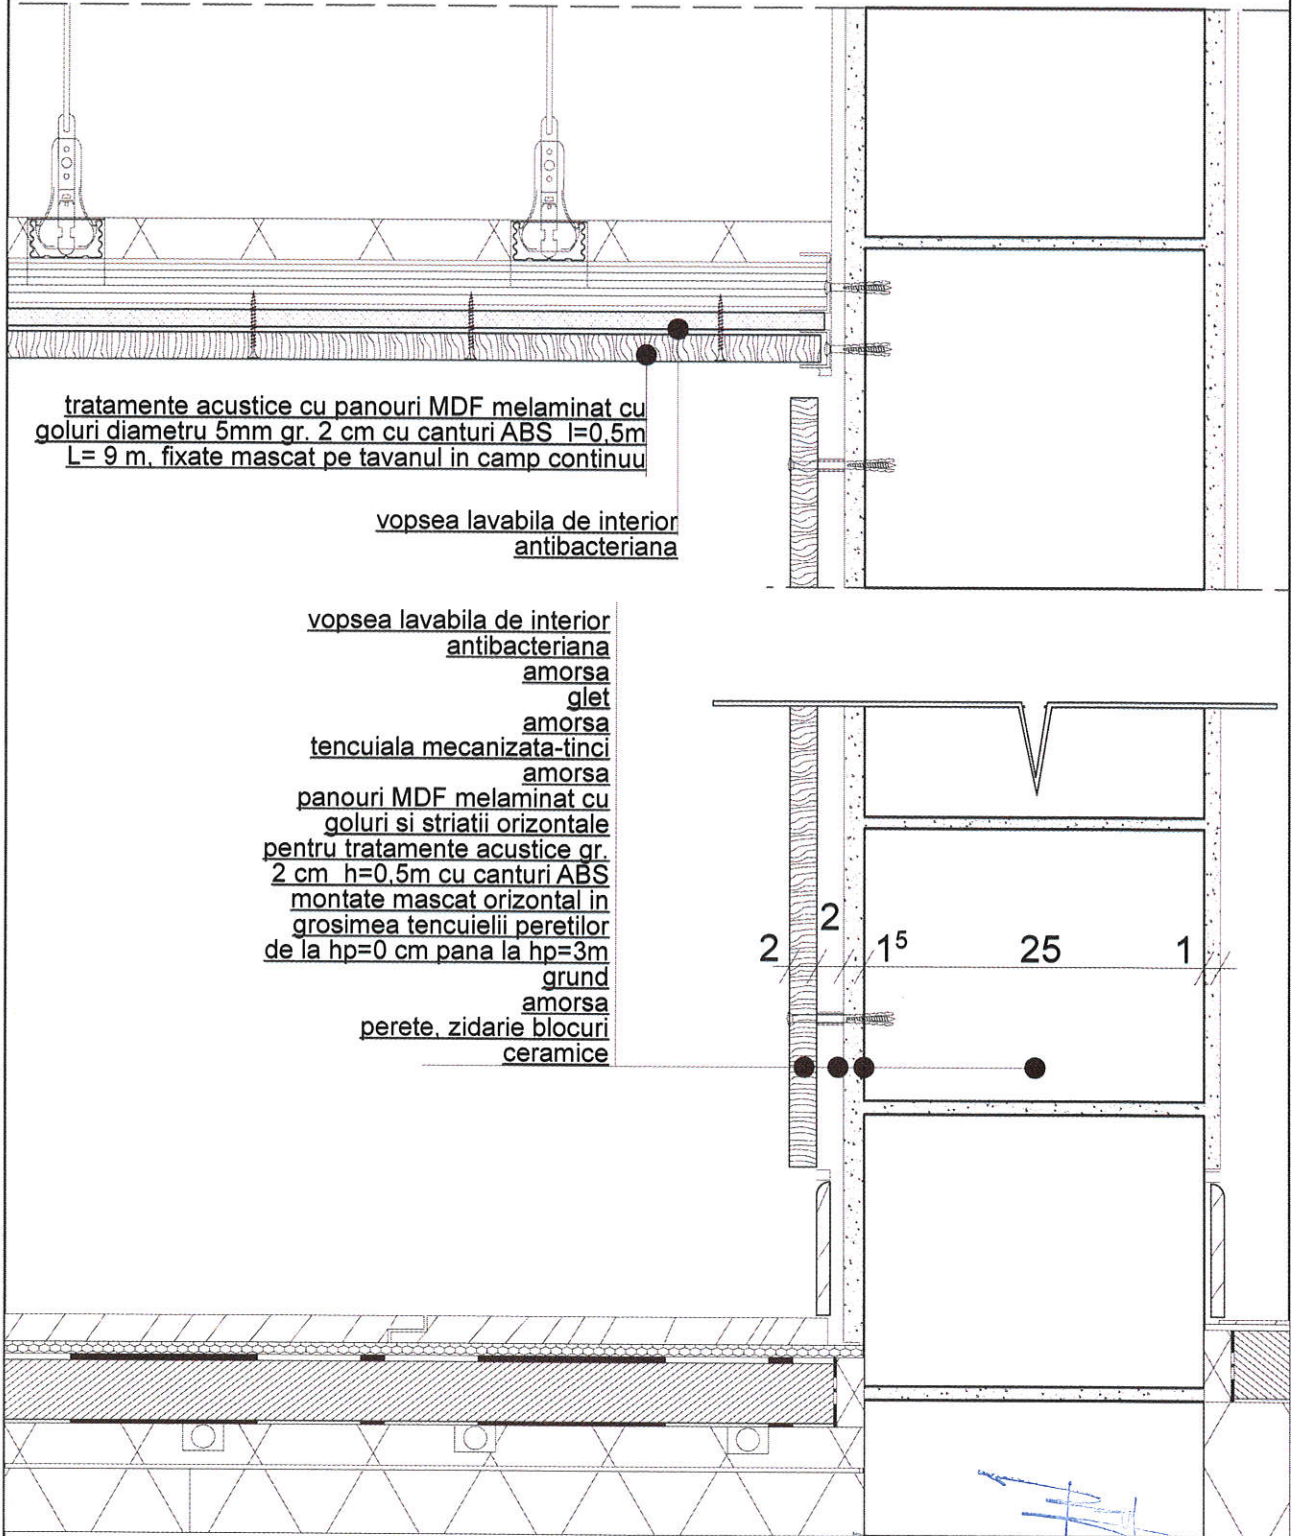 tratamente acustice cu panouri MDF melaminat cu
goluri diametru 5mm gr. 2 cm cu canturi ABS l=0,5m
L= 9 m, fixate mascat pe tavanul in camp continuu
vopsea lavabila de interior
antibacteriana
vopsea lavabila de interior
antibacteriana
amorsa
glet
amorsa
tencuiala mecanizata-tinci
amorsa
panouri MDF melaminat cu
goluri si striatii orizontale
pentru tratamente acustice gr.
2 cm h=0,5m cu canturi ABS
montate mascat orizontal in
grosimea tencuielii peretilor
de la hp=0 cm pana la hp=3m
grund
amorsa
perete, zidarie blocuri
ceramice
2 2 1⁵ 25 1